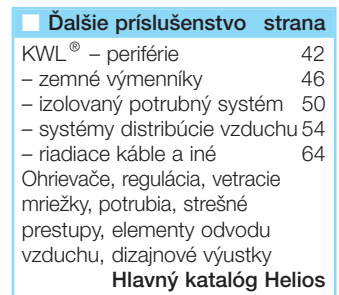 Ďalšie príslušenstvo strana
KWL® – periférie 42
– zemné výmenníky 46
– izolovaný potrubný systém 50
– systémy distribúcie vzduchu 54
– riadiace káble a iné 64
Ohrievače, regulácia, vetracie
mriežky, potrubia, strešné
prestupy, elementy odvodu
vzduchu, dizajnové výustky
Hlavný katalóg Helios